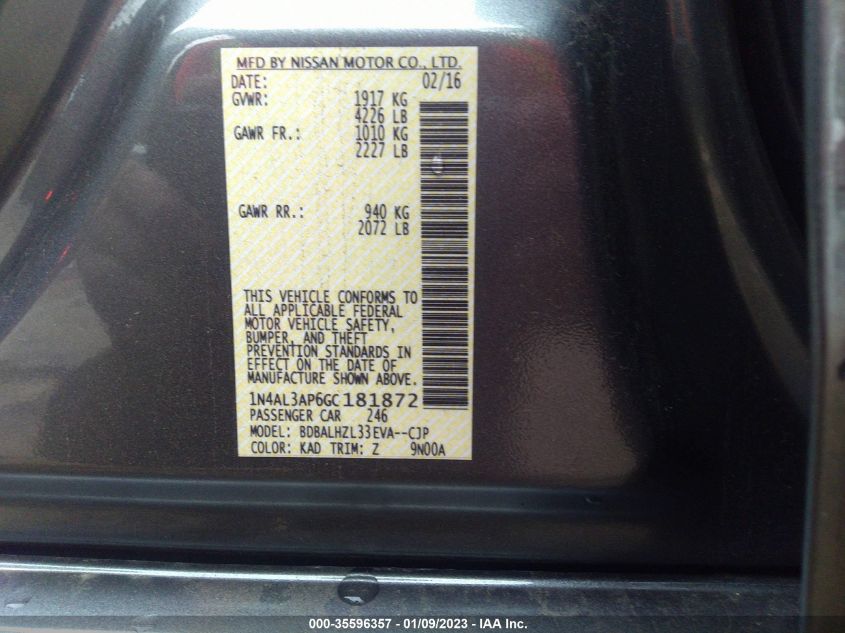 MFD BY NISSAN MOTOR CO., LTD.
DATE: 02/16
GVWR: 1917 KG
4226 LB
GAWR FR.: 1010 KG
2227 LB
GAWR RR.: 940 KG
2072 LB
THIS VEHICLE CONFORMS TO
ALL APPLICABLE FEDERAL
MOTOR VEHICLE SAFETY,
BUMPER, AND THEFT
PREVENTION STANDARDS IN
EFFECT ON THE DATE OF
MANUFACTURE SHOWN ABOVE.
1N4AL3AP6GC181872
PASSENGER CAR 246
MODEL: BDBALHZL33EVA--CJP
COLOR: KAD TRIM: Z 9N00A
000-35596357 - 01/09/2023 - IAA Inc.